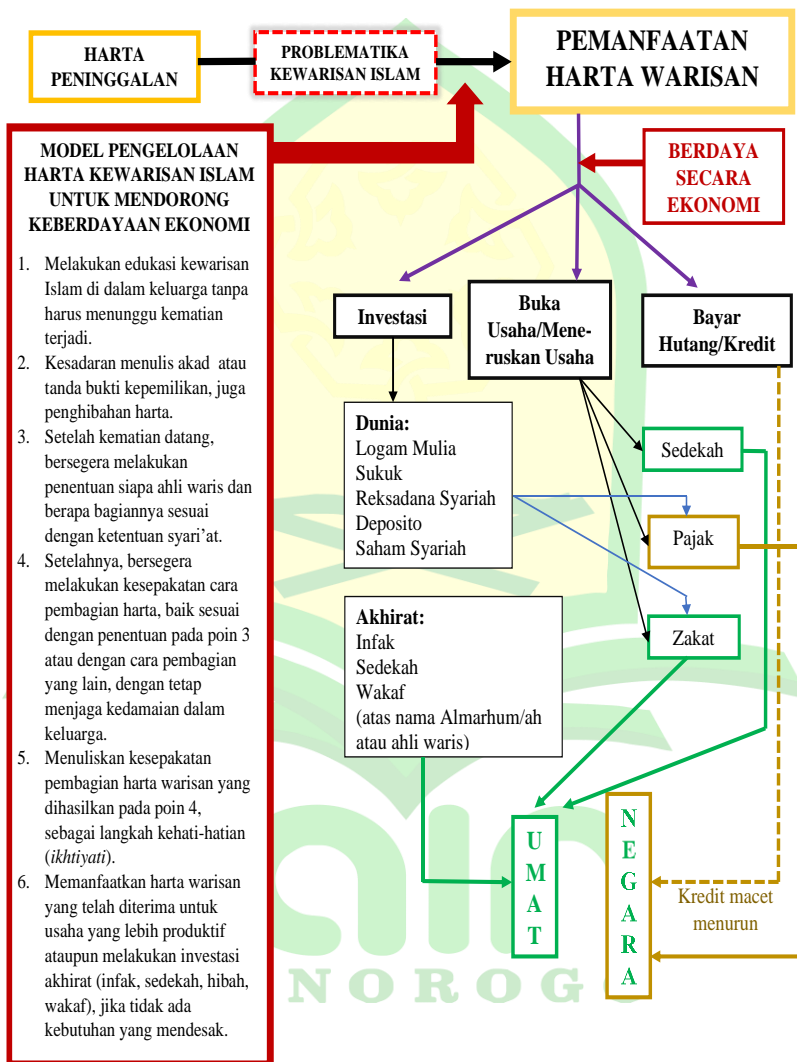 HARTA
PENINGGALAN
PROBLEMATIKA
KEWARISAN ISLAM
PEMANFAATAN
HARTA WARISAN
MODEL PENGELOLAAN
HARTA KEWARISAN ISLAM
UNTUK MENDORONG
KEBERDAYAAN EKONOMI
1. Melakukan edukasi kewarisan
Islam di dalam keluarga tanpa
harus menunggu kematian
terjadi.
2. Kesadaran menulis akad atau
tanda bukti kepemilikan, juga
penghibahan harta.
3. Setelah kematian datang,
bersegera melakukan
penentuan siapa ahli waris dan
berapa bagiannya sesuai
dengan ketentuan syari’at.
4. Setelahnya, bersegera
melakukan kesepakatan cara
pembagian harta, baik sesuai
dengan penentuan pada poin 3
atau dengan cara pembagian
yang lain, dengan tetap
menjaga kedamaian dalam
keluarga.
5. Menuliskan kesepakatan
pembagian harta warisan yang
dihasilkan pada poin 4,
sebagai langkah kehati-hatian
(ikhtiyati).
6. Memanfaatkan harta warisan
yang telah diterima untuk
usaha yang lebih produktif
ataupun melakukan investasi
akhirat (infak, sedekah, hibah,
wakaf), jika tidak ada
kebutuhan yang mendesak.
BERDAYA
SECARA
EKONOMI
Investasi
Buka
Usaha/Mene-
ruskan Usaha
Bayar
Hutang/Kredit
Dunia:
Logam Mulia
Sukuk
Reksadana Syariah
Deposito
Saham Syariah
Sedekah
Pajak
Zakat
Akhirat:
Infak
Sedekah
Wakaf
(atas nama Almarhum/ah
atau ahli waris)
U
M
A
T
N
E
G
A
R
A
Kredit macet
menurun
ain
NOROGO